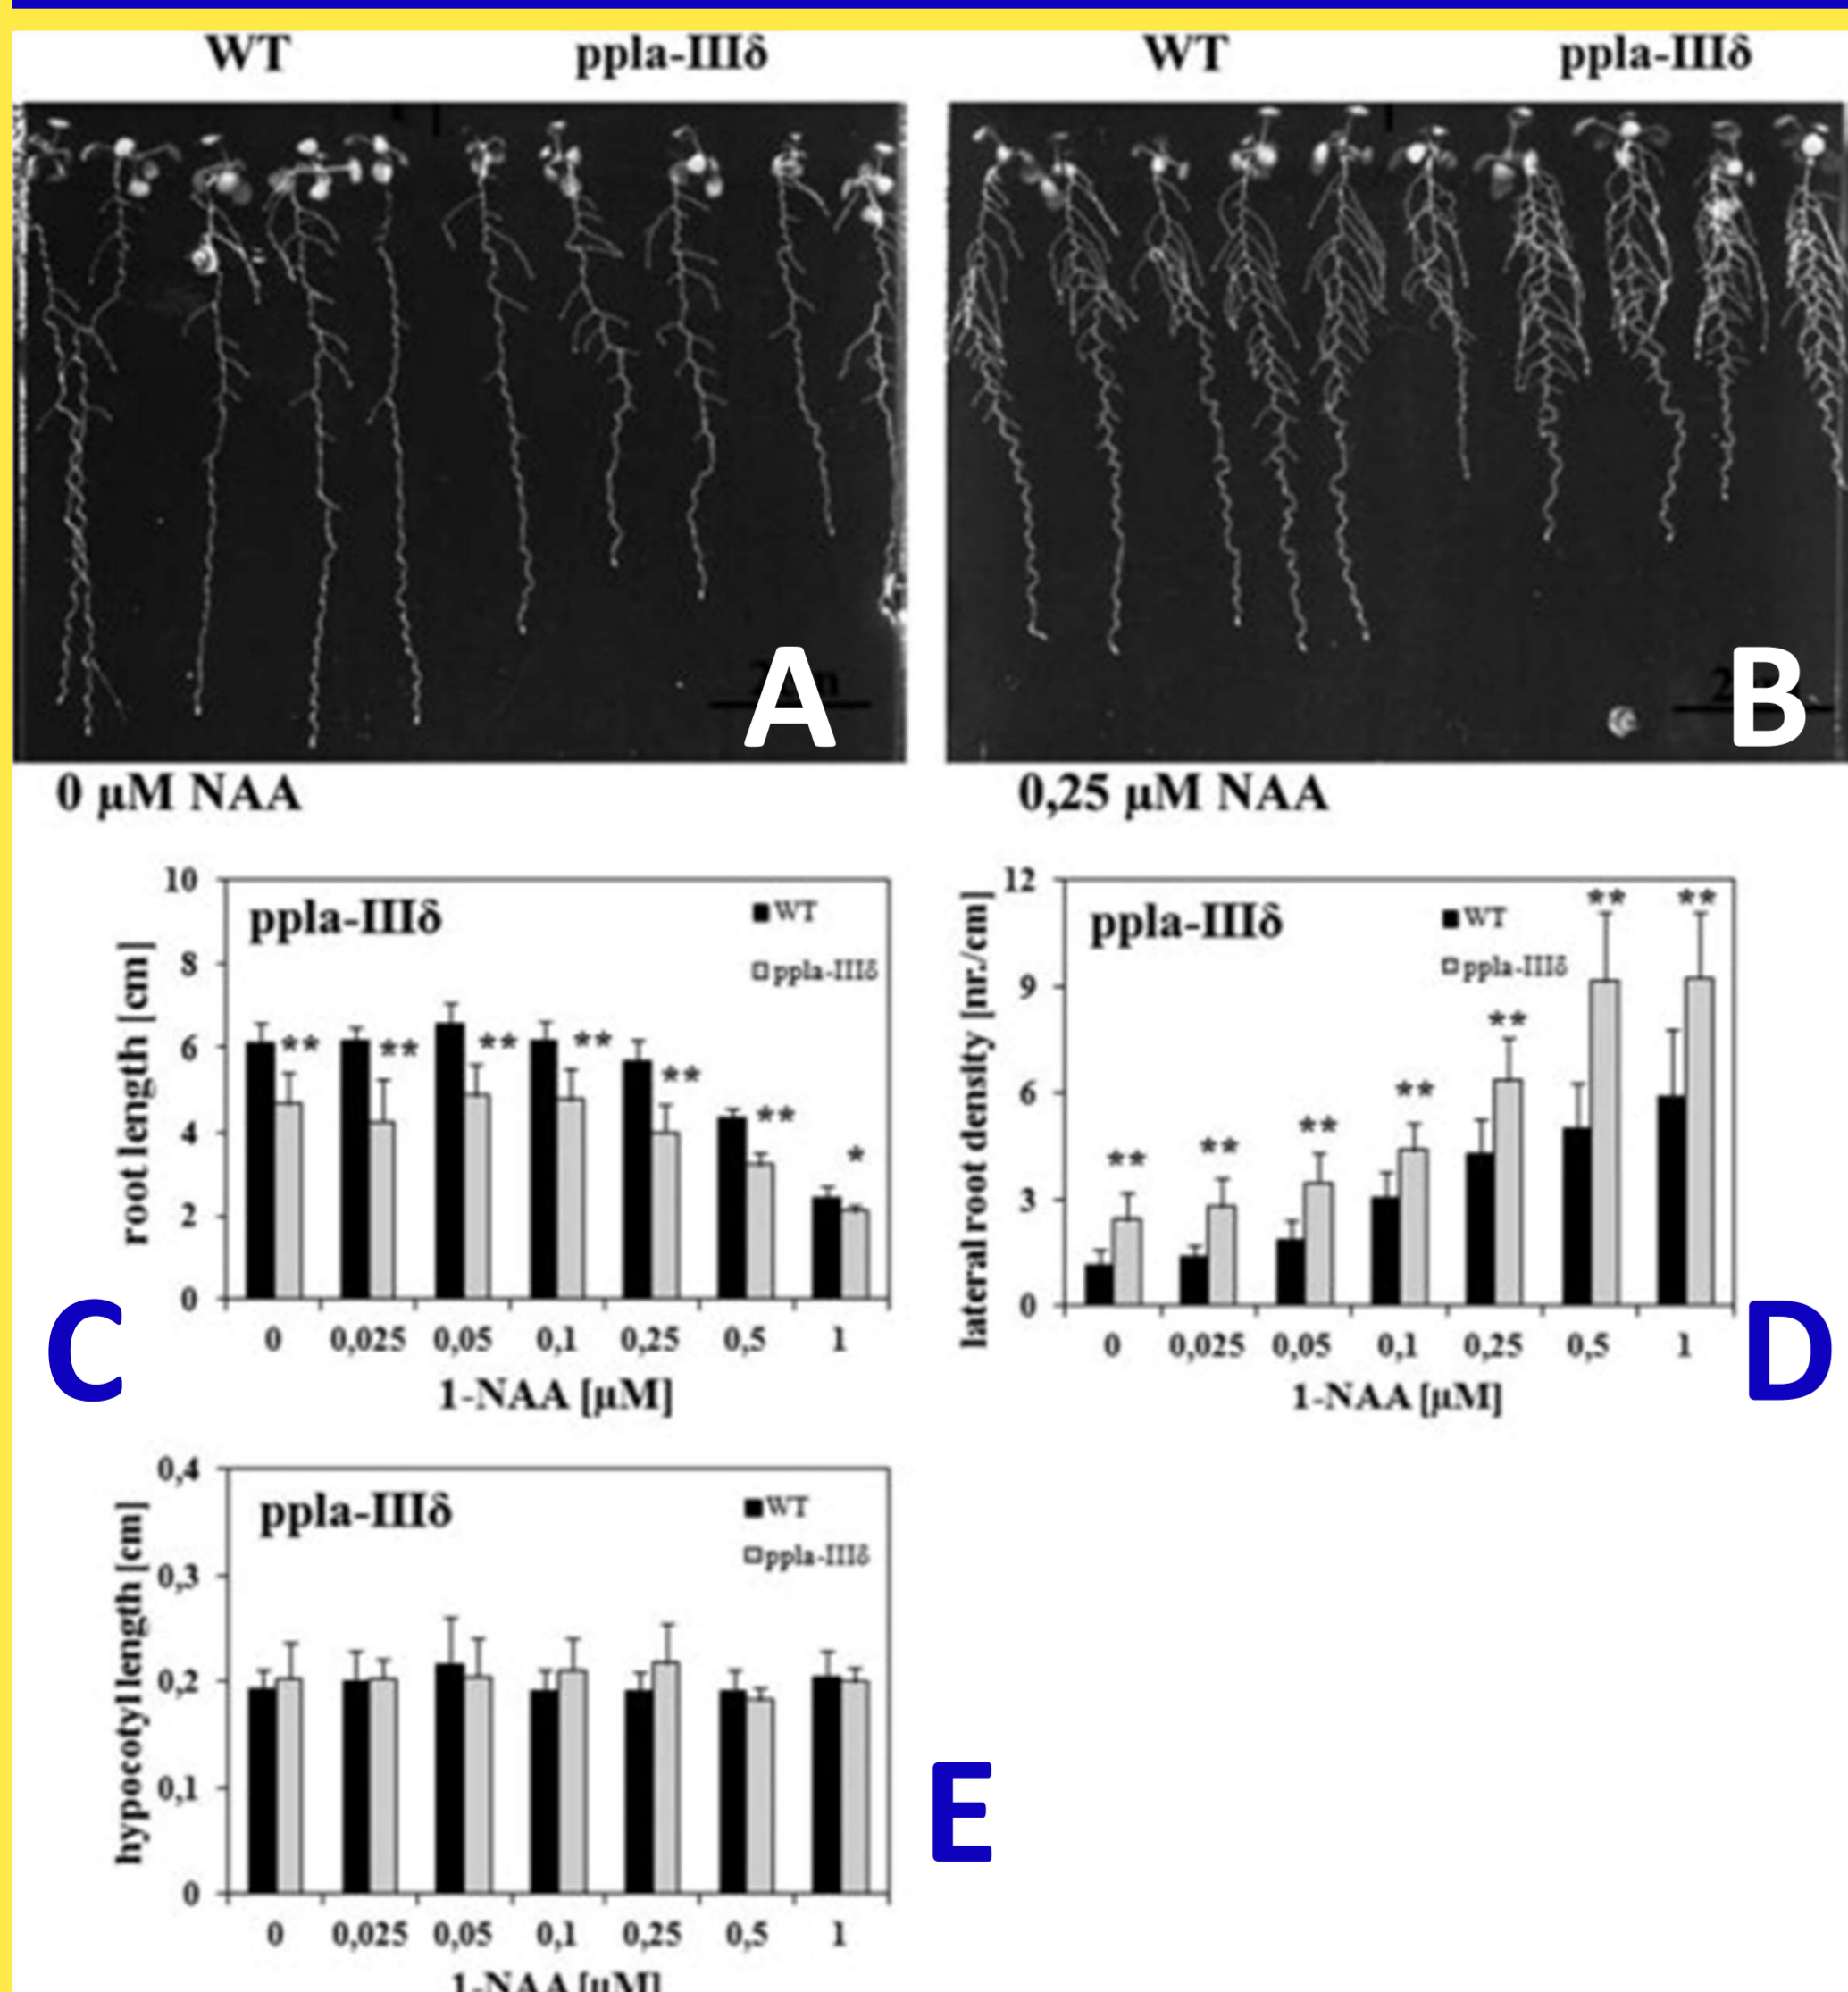 WT ppla-IIIδ WT ppla-IIIδ
A
B
0 μM NAA 0,25 μM NAA
ppla-IIIδ
WT
ppla-IIIδ
root length [cm]
10
8
6
4
2
0
** ** ** ** ** ** *
0 0,025 0,05 0,1 0,25 0,5 1
1-NAA [μM]
C
ppla-IIIδ
WT
ppla-IIIδ
lateral root density [nr./cm]
12
9
6
3
0
** ** ** ** ** ** **
0 0,025 0,05 0,1 0,25 0,5 1
1-NAA [μM]
D
ppla-IIIδ
WT
ppla-IIIδ
hypocotyl length [cm]
0,4
0,3
0,2
0,1
0
0 0,025 0,05 0,1 0,25 0,5 1
1-NAA [μM]
E